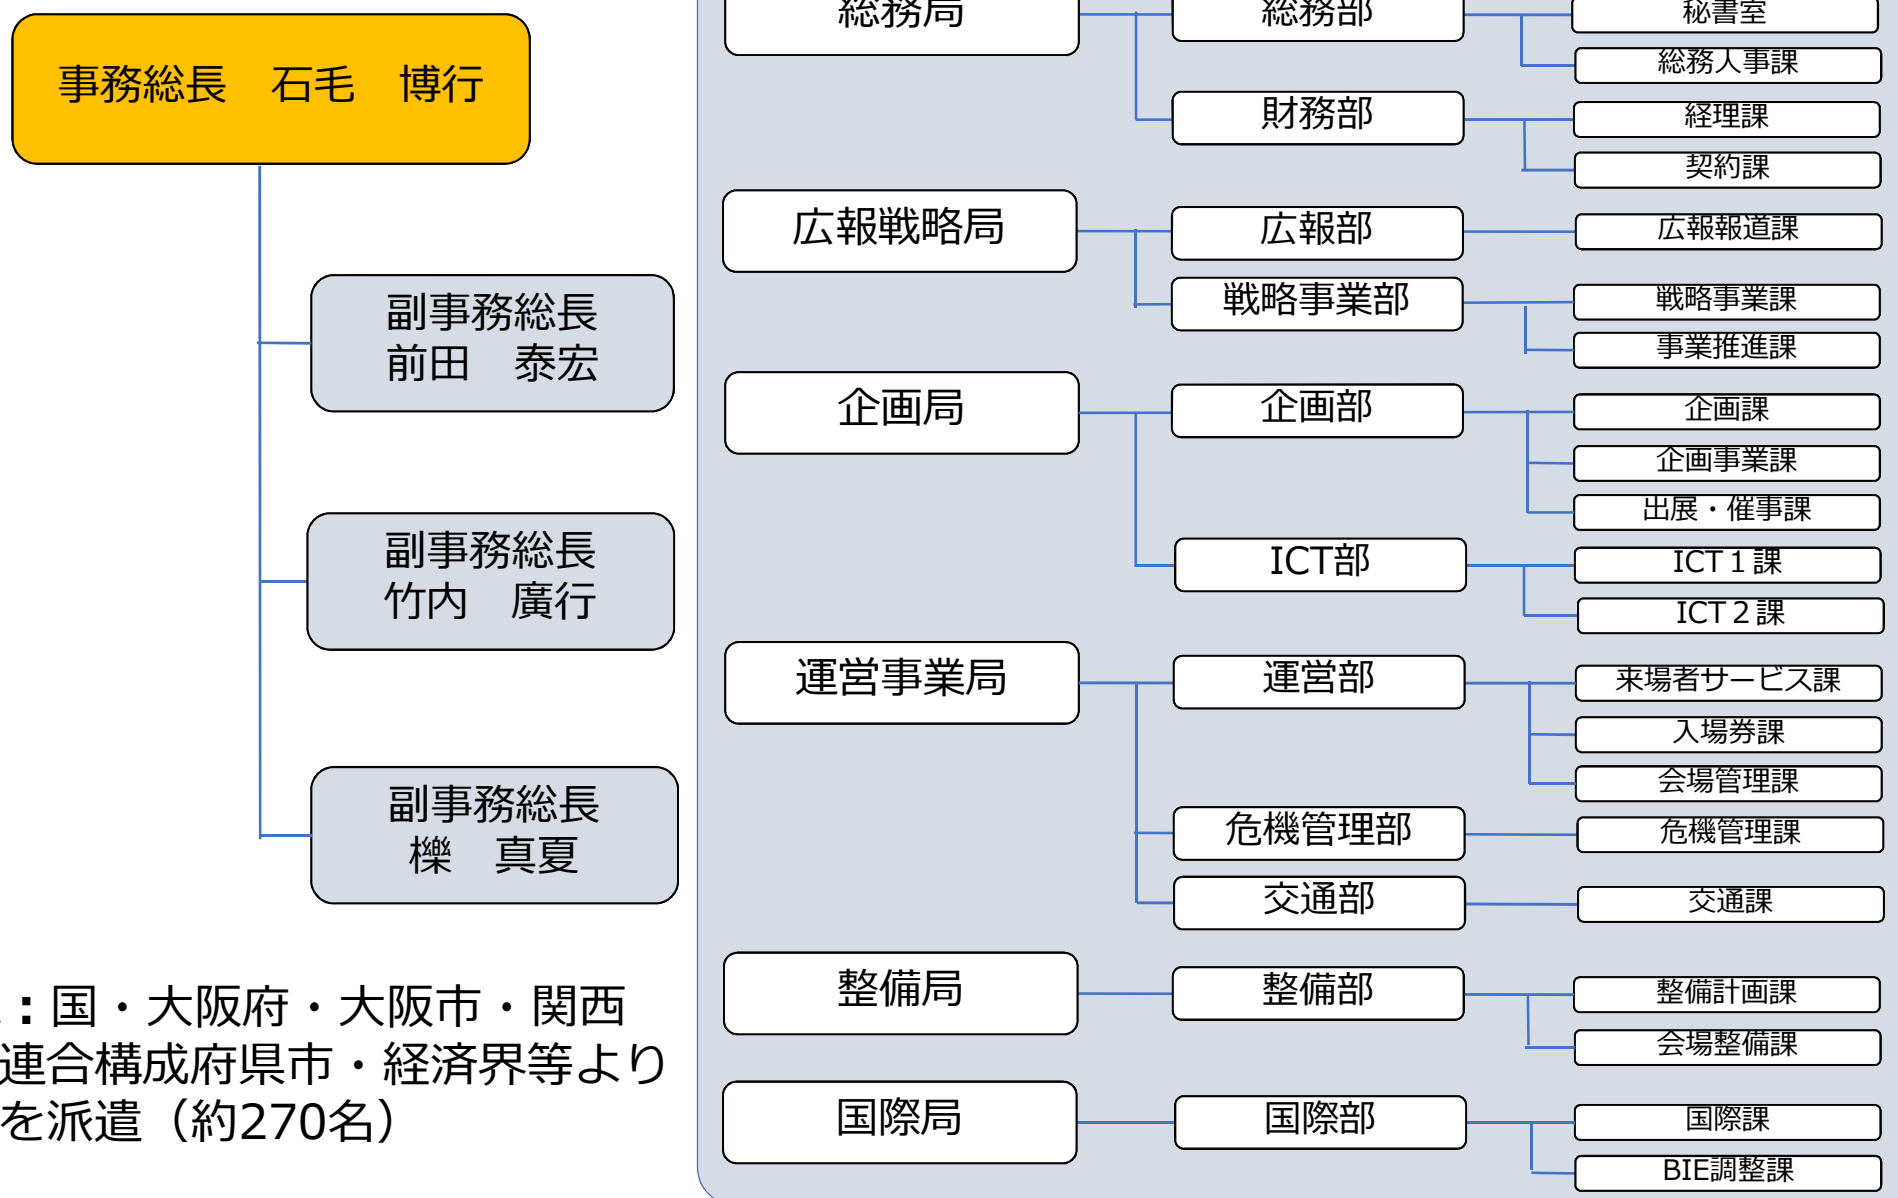 事務総長　石毛　博行
副事務総長
前田　泰宏
副事務総長
竹内　廣行
副事務総長
櫟　真夏
：国・大阪府・大阪市・関西
連合構成府県市・経済界等より
を派遣（約270名）
総務局
総務部
秘書室
総務人事課
財務部
経理課
契約課
広報戦略局
広報部
広報報道課
戦略事業部
戦略事業課
事業推進課
企画局
企画部
企画課
企画事業課
出展・催事課
ICT部
ICT１課
ICT２課
運営事業局
運営部
来場者サービス課
入場券課
会場管理課
危機管理部
危機管理課
交通部
交通課
整備局
整備部
整備計画課
会場整備課
国際局
国際部
国際課
BIE調整課